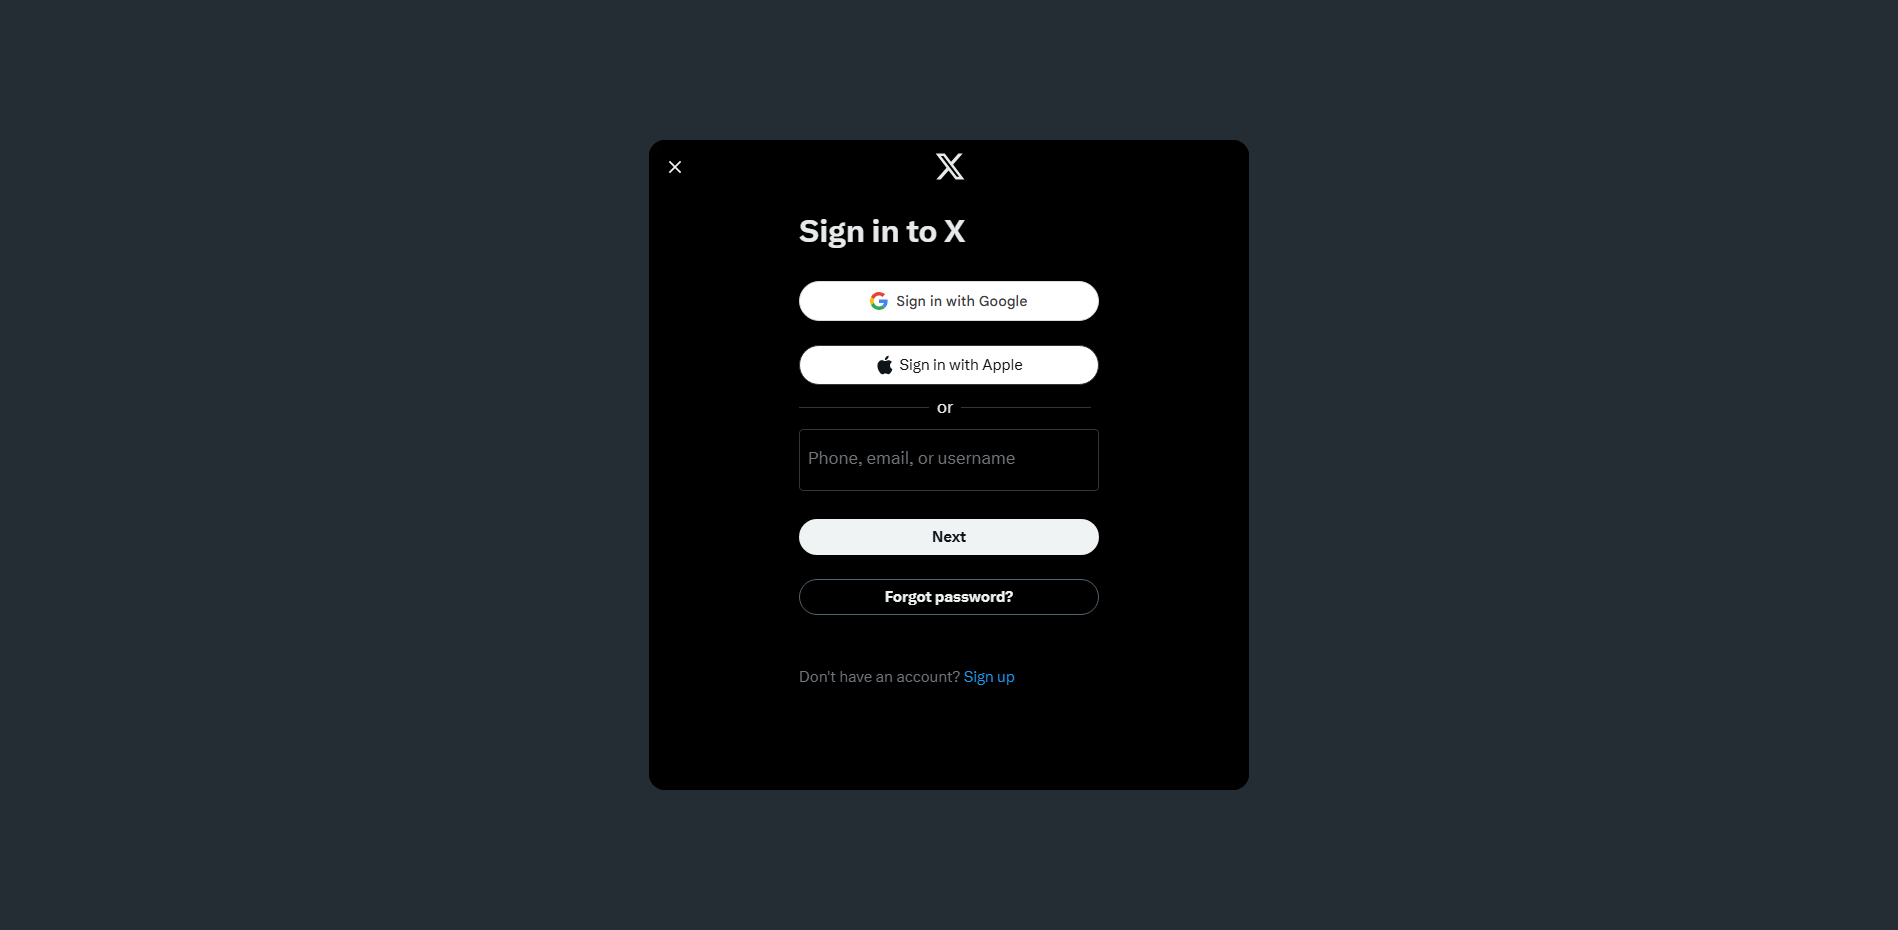 Sign in to X
Sign in with Google
Sign in with Apple
or
Phone, email, or username
Next
Forgot password?
Don't have an account? Sign up